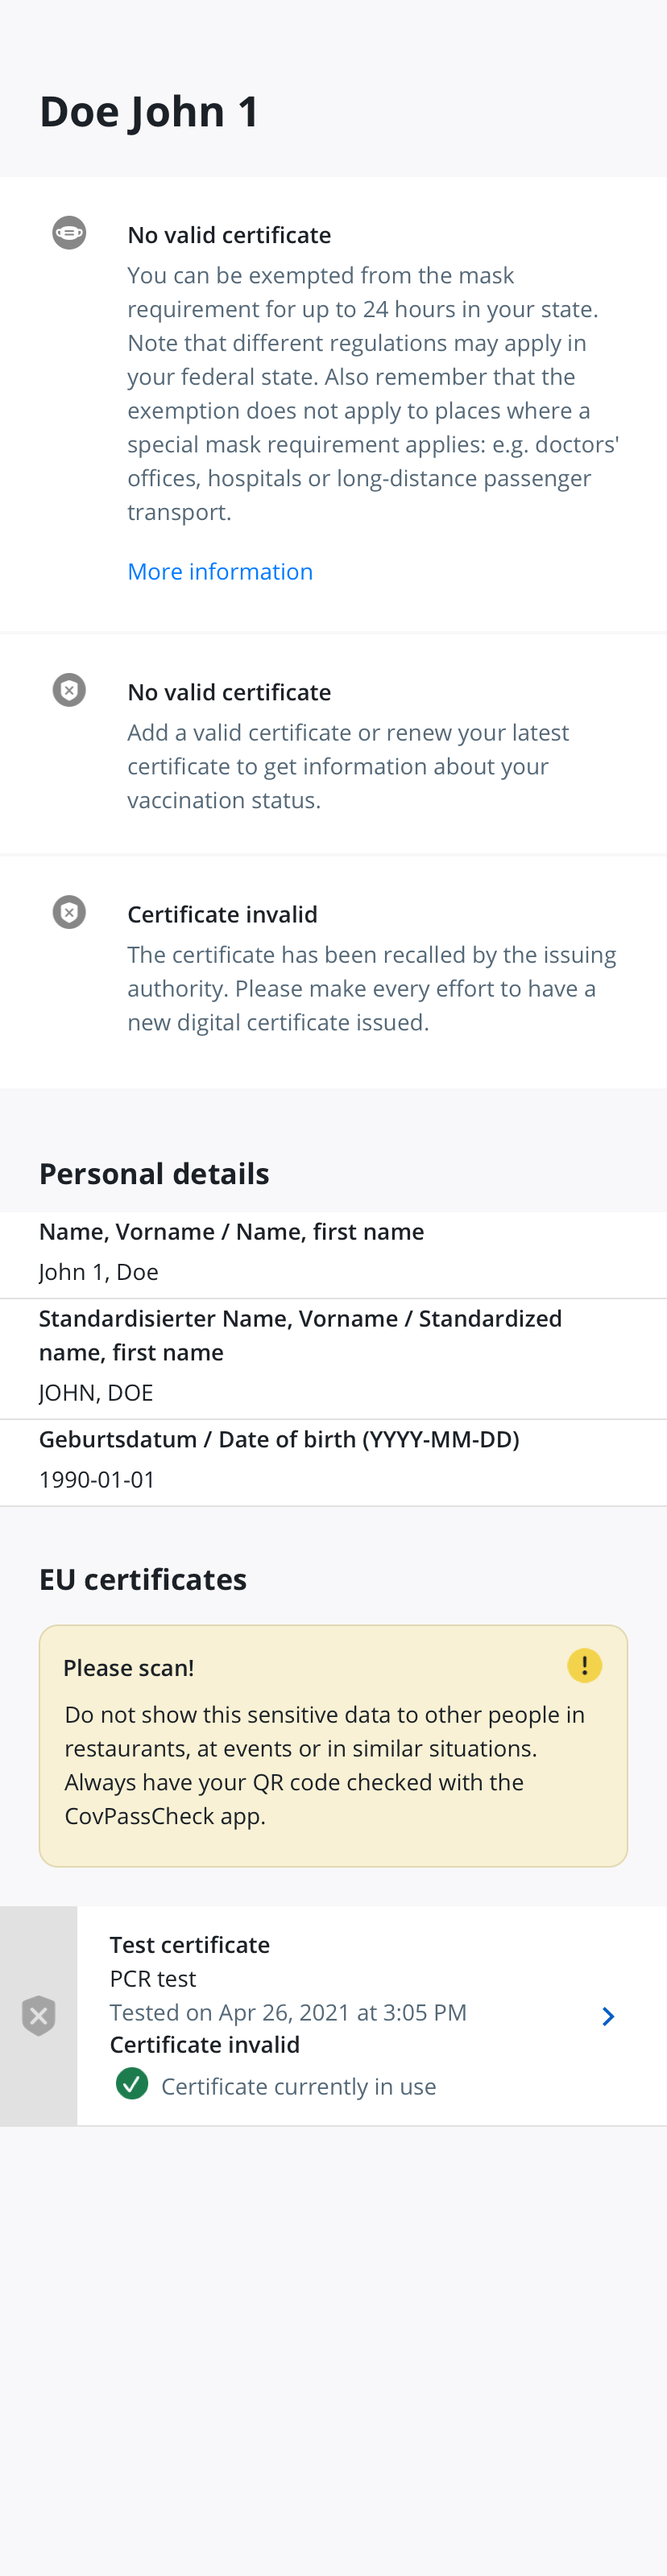 Doe John 1
No valid certificate
You can be exempted from the mask
requirement for up to 24 hours in your state.
Note that different regulations may apply in
your federal state. Also remember that the
exemption does not apply to places where a
special mask requirement applies: e.g. doctors'
offices, hospitals or long-distance passenger
transport.
More information
No valid certificate
Add a valid certificate or renew your latest
certificate to get information about your
vaccination status.
Certificate invalid
The certificate has been recalled by the issuing
authority. Please make every effort to have a
new digital certificate issued.
Personal details
Name, Vorname / Name, first name
John 1, Doe
Standardisierter Name, Vorname / Standardized
name, first name
JOHN, DOE
Geburtsdatum / Date of birth (YYYY-MM-DD)
1990-01-01
EU certificates
Please scan!
Do not show this sensitive data to other people in
restaurants, at events or in similar situations.
Always have your QR code checked with the
CovPassCheck app.
Test certificate
PCR test
Tested on Apr 26, 2021 at 3:05 PM
Certificate invalid
Certificate currently in use